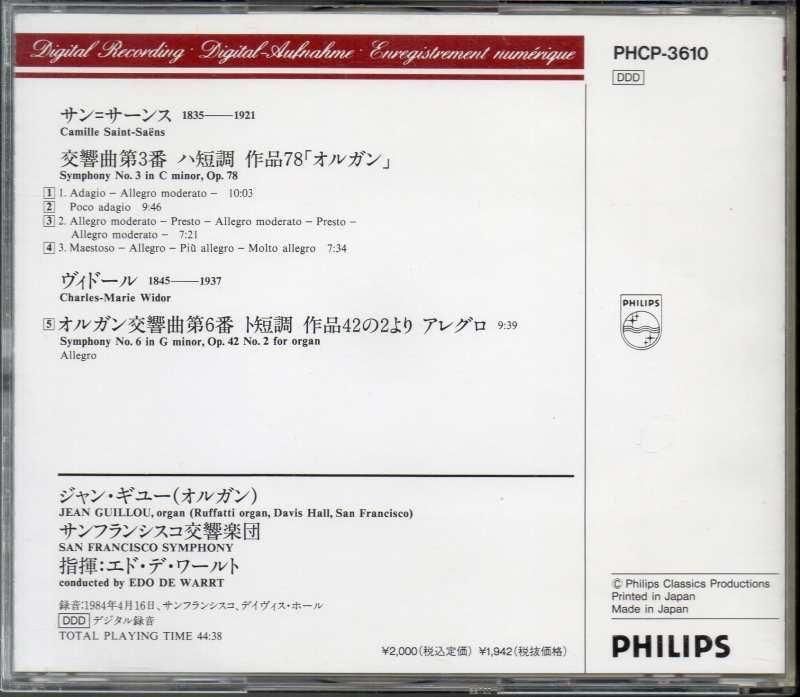 Digital Recording · Digital-Aufnahme · Enregistrement numérique
PHCP-3610
DDD
サン=サーンス 1835——1921
Camille Saint-Saëns
交響曲第3番 ハ短調 作品78「オルガン」
Symphony No. 3 in C minor, Op. 78
1 1. Adagio – Allegro moderato – 10:03
2 Poco adagio 9:46
3 2. Allegro moderato – Presto – Allegro moderato – Presto –
Allegro moderato – 7:21
4 3. Maestoso – Allegro – Più allegro – Molto allegro 7:34
ヴィドール 1845——1937
Charles-Marie Widor
5 オルガン交響曲第6番 ト短調 作品42の2より アレグロ 9:39
Symphony No. 6 in G minor, Op. 42 No. 2 for organ
Allegro
PHILIPS
ジャン・ギユー(オルガン)
JEAN GUILLOU, organ (Ruffatti organ, Davis Hall, San Francisco)
サンフランシスコ交響楽団
SAN FRANCISCO SYMPHONY
指揮:エド・デ・ワールト
conducted by EDO DE WARRT
録音:1984年4月16日、サンフランシスコ、デイヴィス・ホール
DDD デジタル録音
TOTAL PLAYING TIME 44:38
¥2,000(税込定価) ¥1,942(税抜価格)
© Philips Classics Productions
Printed in Japan
Made in Japan
PHILIPS